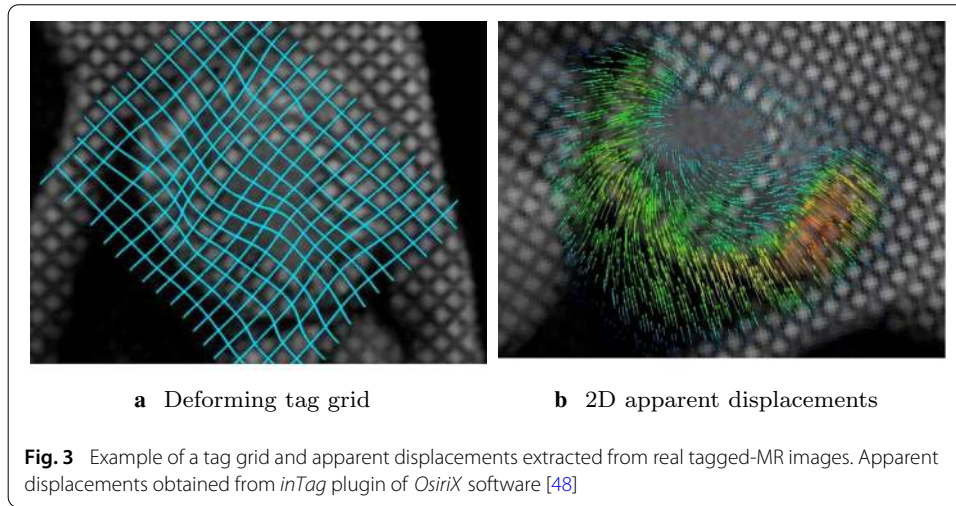 a Deforming tag grid
b 2D apparent displacements
Fig. 3 Example of a tag grid and apparent displacements extracted from real tagged-MR images. Apparent
displacements obtained from inTag plugin of OsiriX software [48]